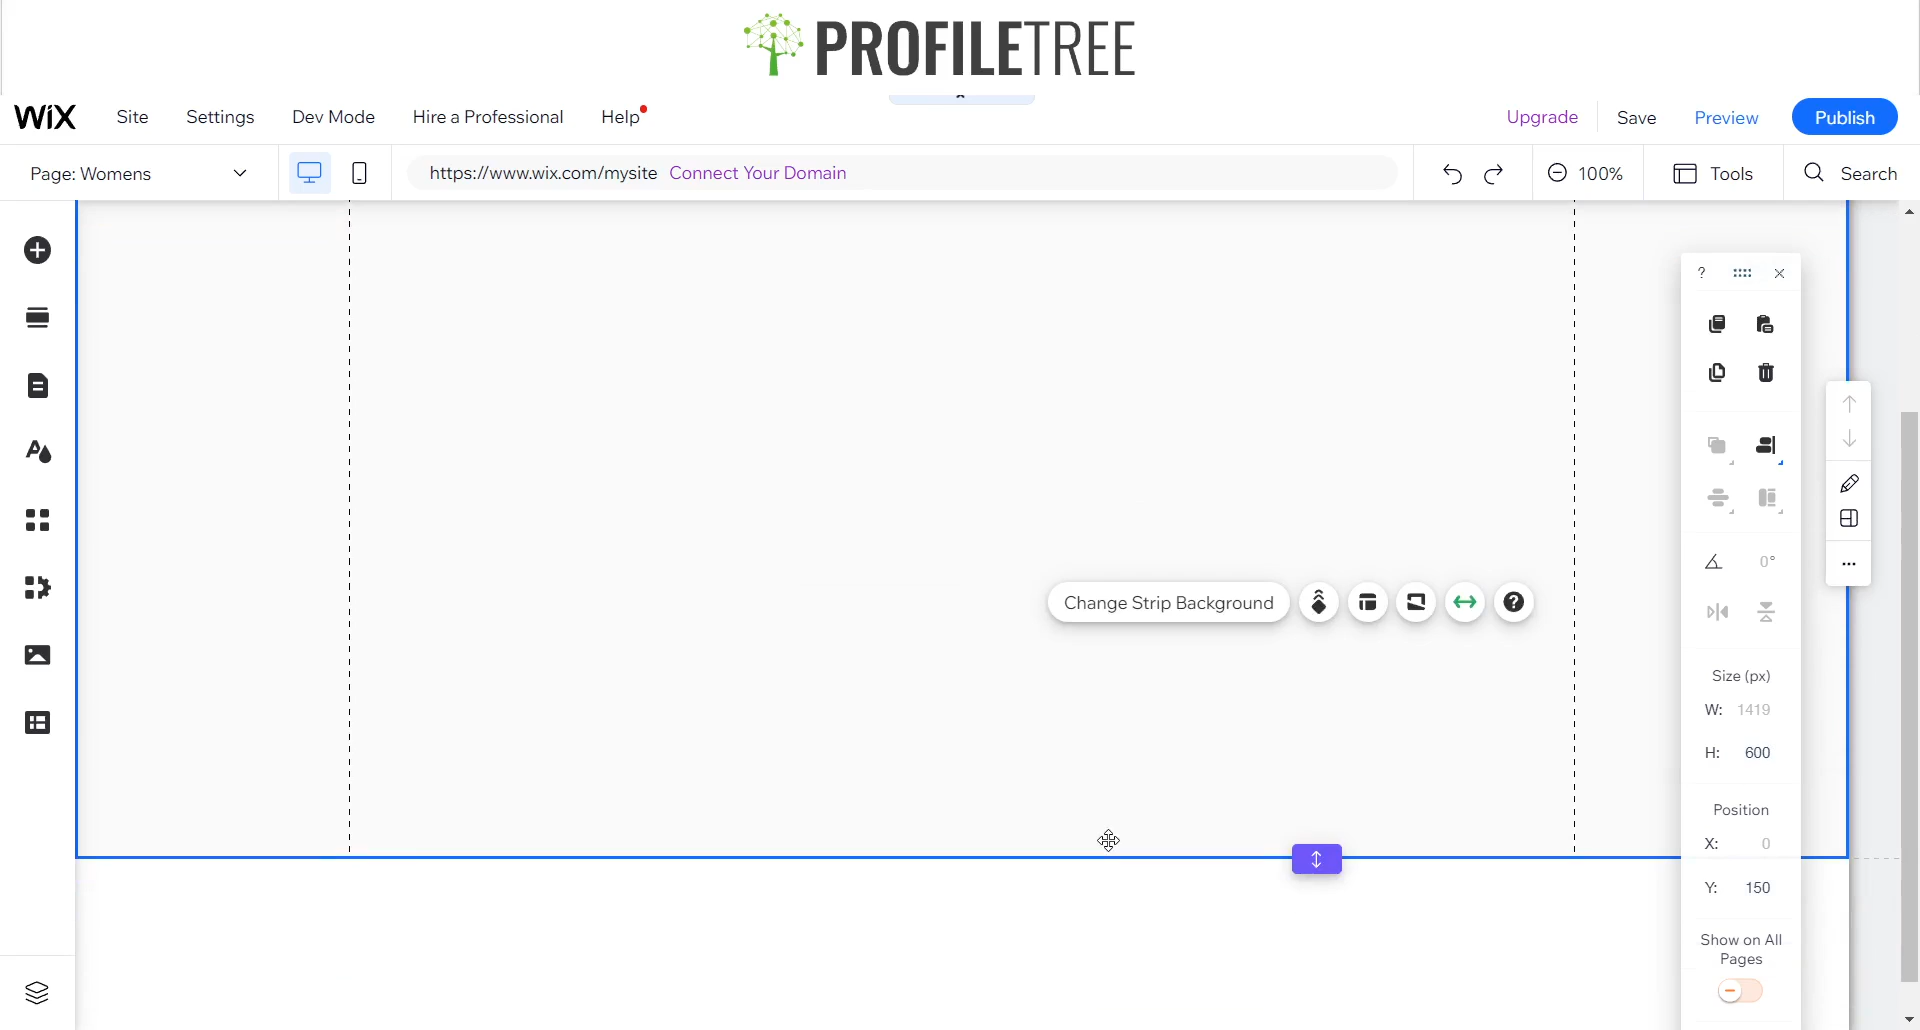 PROFILETREE
WiX
Site
Settings
Dev Mode
Hire a Professional
Help
Upgrade
Save
Preview
Publish
Page: Womens
https://www.wix.com/mysite Connect Your Domain
100%
Tools
Search
?
Change Strip Background
?
0°
Size (px)
W: 1419
H: 600
Position
X: 0
Y: 150
Show on All
Pages